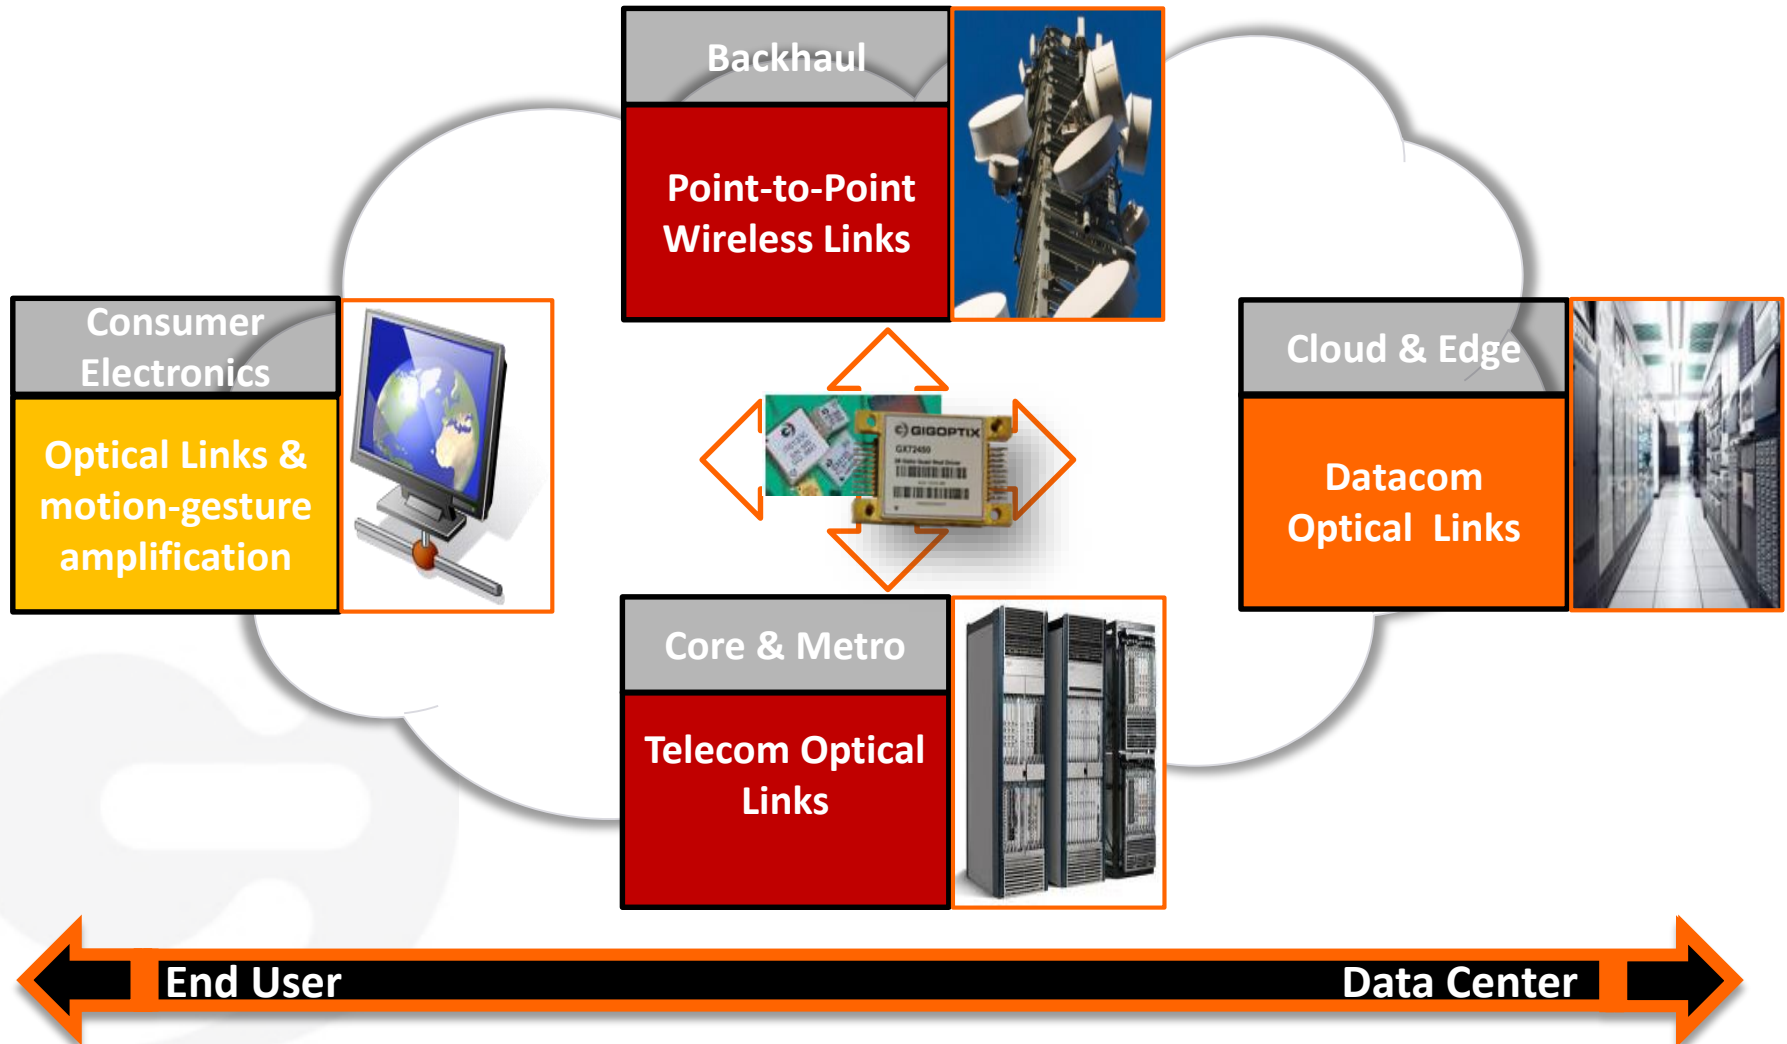 Backhaul
Point-to-Point
Wireless Links
Consumer
Electronics
Optical Links &
motion-gesture
amplification
Cloud & Edge
Datacom
Optical Links
GIGOPTIX
GX72450
Core & Metro
Telecom Optical
Links
End User
Data Center